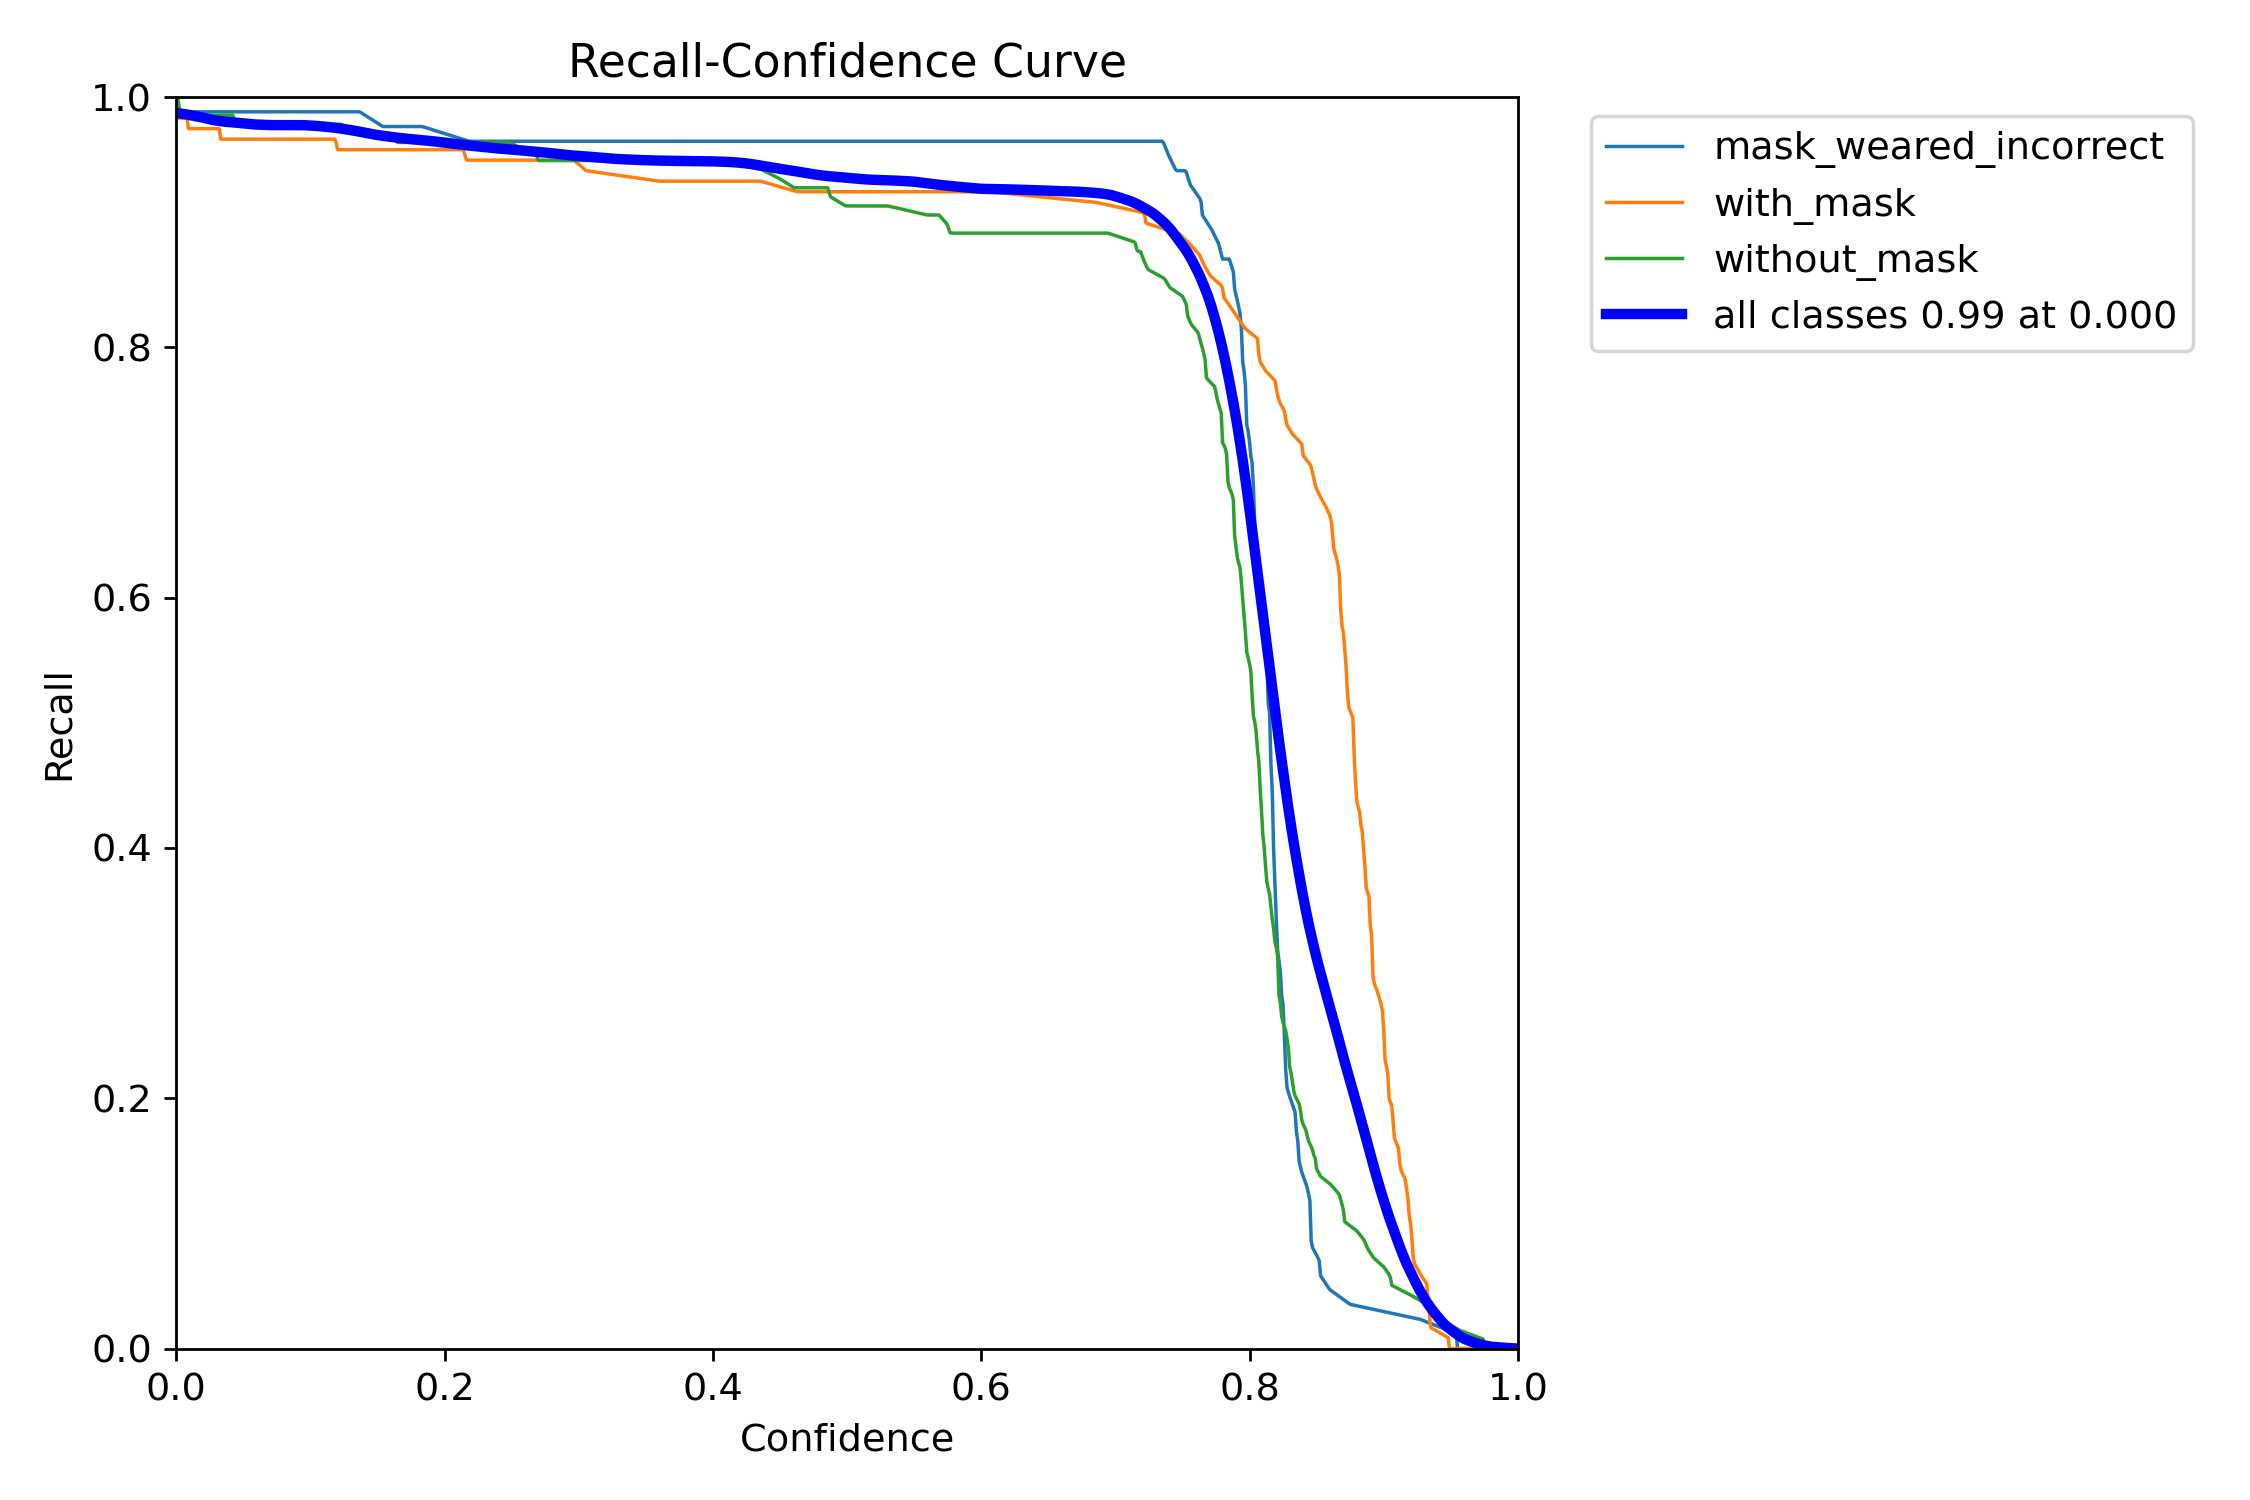 Recall-Confidence Curve
1.0
0.8
0.6
0.4
0.2
0.0
Recall
0.0 0.2 0.4 0.6 0.8 1.0
Confidence
mask_weared_incorrect
with_mask
without_mask
all classes 0.99 at 0.000